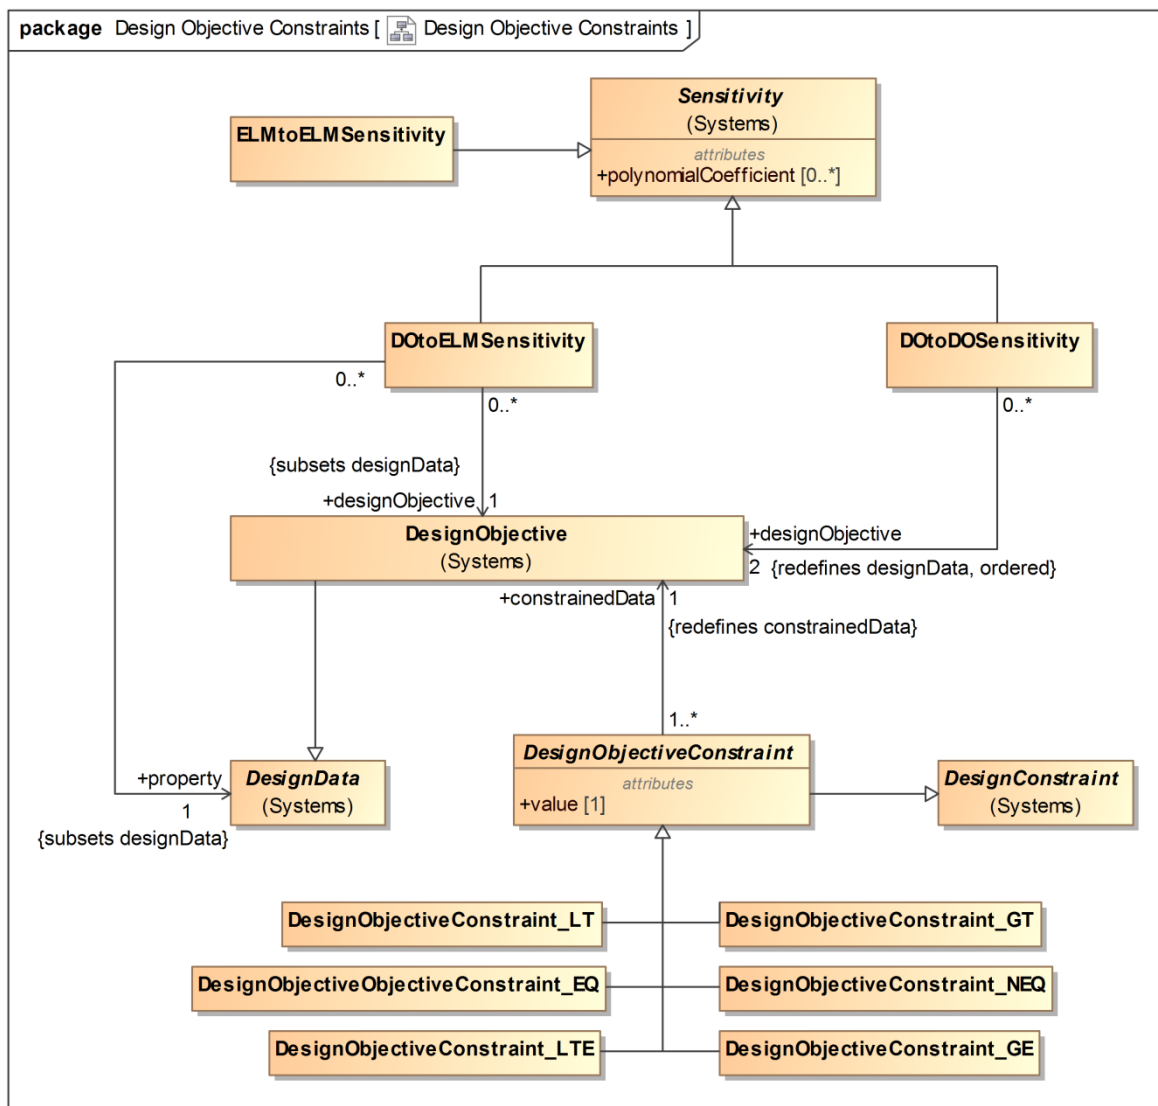 package Design Objective Constraints [ Design Objective Constraints ]
Sensitivity
(Systems)
attributes
+polynomialCoefficient [0..*]
ELMtoELMSensitivity
DOtoELMSensitivity
DOtoDOSensitivity
0..*
0..*
0..*
{subsets designData}
+designObjective
1
DesignObjective
(Systems)
+designObjective
2
{redefines designData, ordered}
+constrainedData
1
{redefines constrainedData}
1..*
DesignObjectiveConstraint
attributes
+value [1]
+property
1
{subsets designData}
DesignData
(Systems)
DesignConstraint
(Systems)
DesignObjectiveConstraint_LT
DesignObjectiveConstraint_GT
DesignObjectiveObjectiveConstraint_EQ
DesignObjectiveConstraint_NEQ
DesignObjectiveConstraint_LTE
DesignObjectiveConstraint_GE